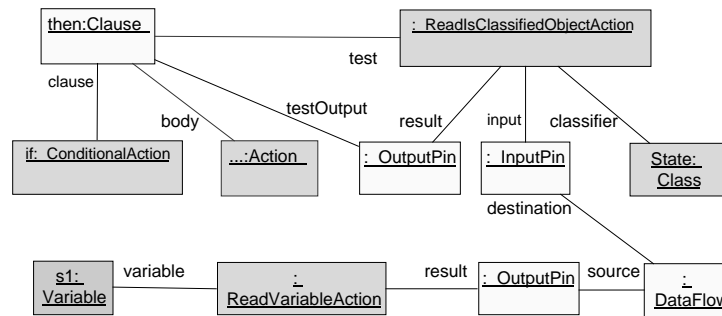 then:Clause
: ReadIsClassifiedObjectAction
test
clause
testOutput
result
input
classifier
body
if: ConditionalAction
...:Action
: OutputPin
: InputPin
State:
Class
destination
s1:
Variable
variable
:
ReadVariableAction
result
: OutputPin
source
:
DataFlow